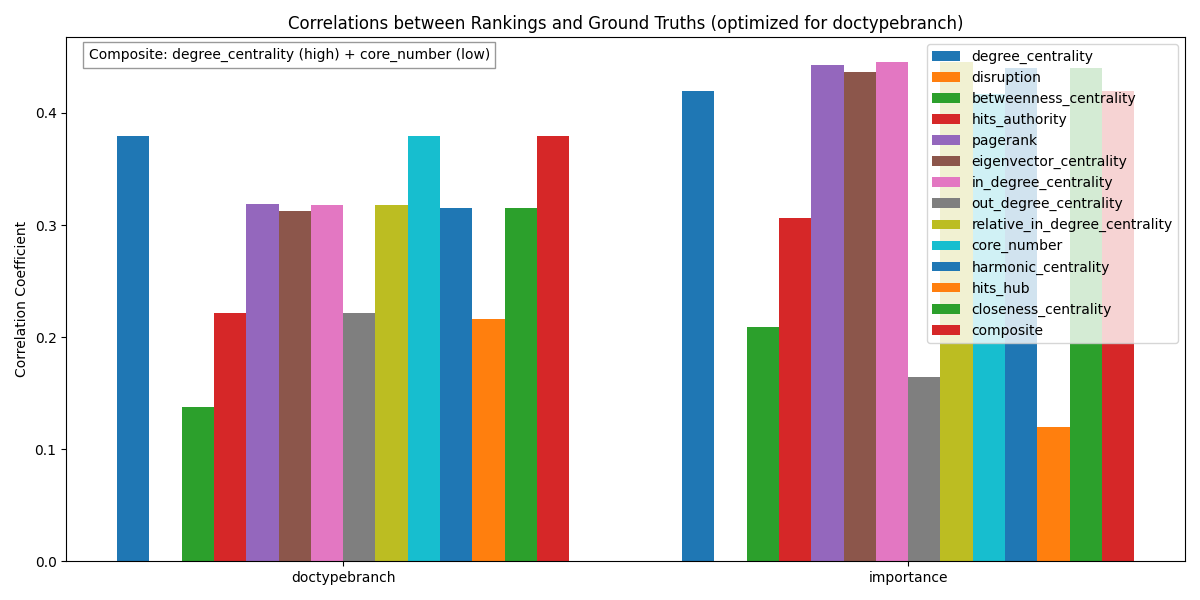 Correlations between Rankings and Ground Truths (optimized for doctypebranch)
Composite: degree_centrality (high) + core_number (low)
degree_centrality
disruption
betweenness_centrality
hits_authority
pagerank
eigenvector_centrality
in_degree_centrality
out_degree_centrality
relative_in_degree_centrality
core_number
harmonic_centrality
hits_hub
closeness_centrality
composite
Correlation Coefficient
0.4
0.3
0.2
0.1
0.0
doctypebranch
importance